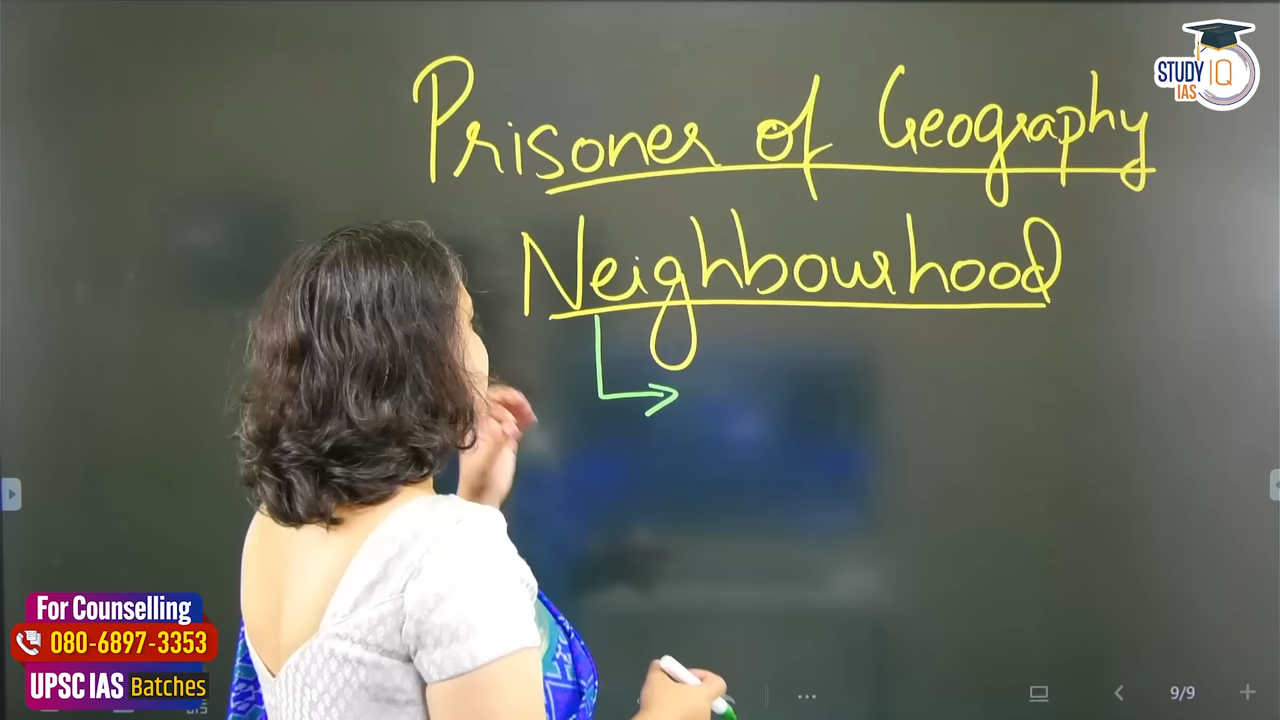 Prisoner of Geography
Neighbourhood
STUDY IQ
IAS
For Counselling
080-6897-3353
UPSC IAS Batches
9/9